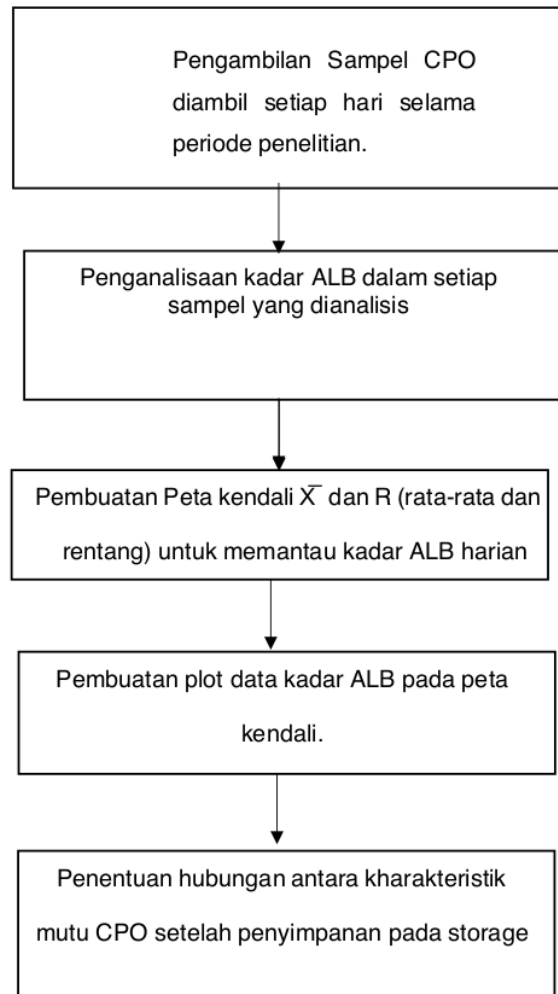 Pengambilan Sampel CPO
diambil setiap hari selama
periode penelitian.
Penganalisaan kadar ALB dalam setiap
sampel yang dianalisis
Pembuatan Peta kendali X̅ dan R (rata-rata dan
rentang) untuk memantau kadar ALB harian
Pembuatan plot data kadar ALB pada peta
kendali.
Penentuan hubungan antara kharakteristik
mutu CPO setelah penyimpanan pada storage